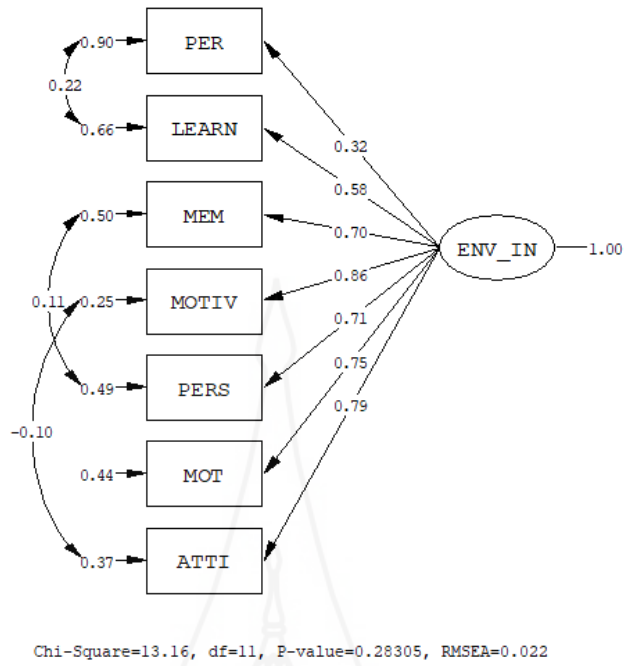 0.90 PER
0.22
0.66 LEARN
0.32
0.58
0.50 MEM
0.70
ENV_IN 1.00
0.86
0.11 0.25 MOTIV
0.71
0.75
0.49 PERS
0.79
-0.10
0.44 MOT
0.37 ATTI
Chi-Square=13.16, df=11, P-value=0.28305, RMSEA=0.022